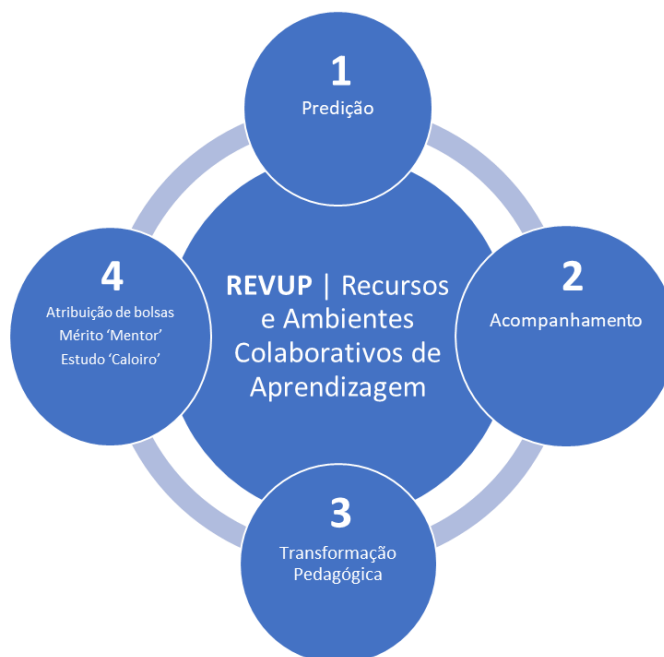 1
Predição
2
Acompanhamento
3
Transformação
Pedagógica
4
Atribuição de bolsas
Mérito ‘Mentor’
Estudo ‘Caloiro’
REVUP | Recursos
e Ambientes
Colaborativos de
Aprendizagem